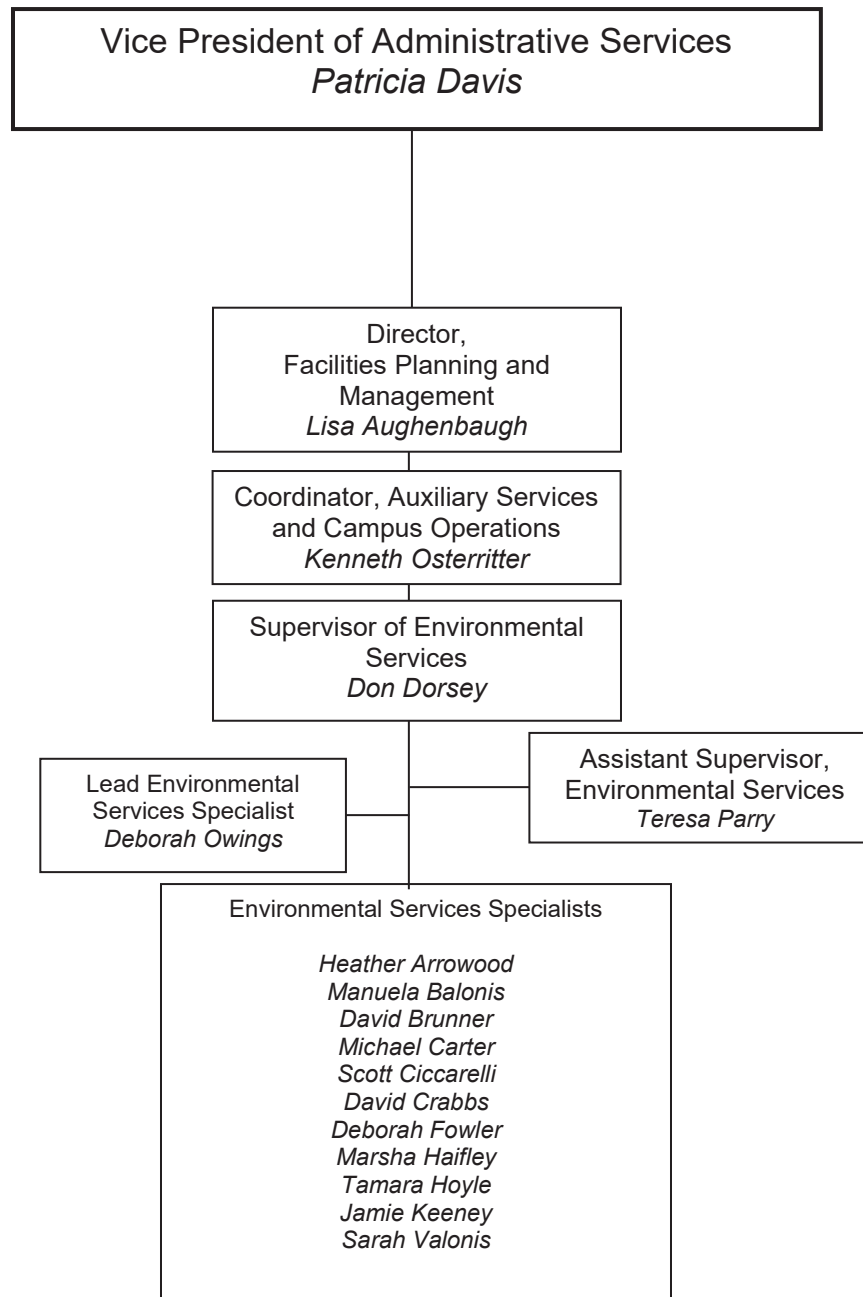 Vice President of Administrative Services
Patricia Davis
Director,
Facilities Planning and
Management
Lisa Aughenbaugh
Coordinator, Auxiliary Services
and Campus Operations
Kenneth Osterritter
Supervisor of Environmental
Services
Don Dorsey
Lead Environmental
Services Specialist
Deborah Owings
Assistant Supervisor,
Environmental Services
Teresa Parry
Environmental Services Specialists
Heather Arrowood
Manuela Balonis
David Brunner
Michael Carter
Scott Ciccarelli
David Crabbs
Deborah Fowler
Marsha Haifley
Tamara Hoyle
Jamie Keeney
Sarah Valonis